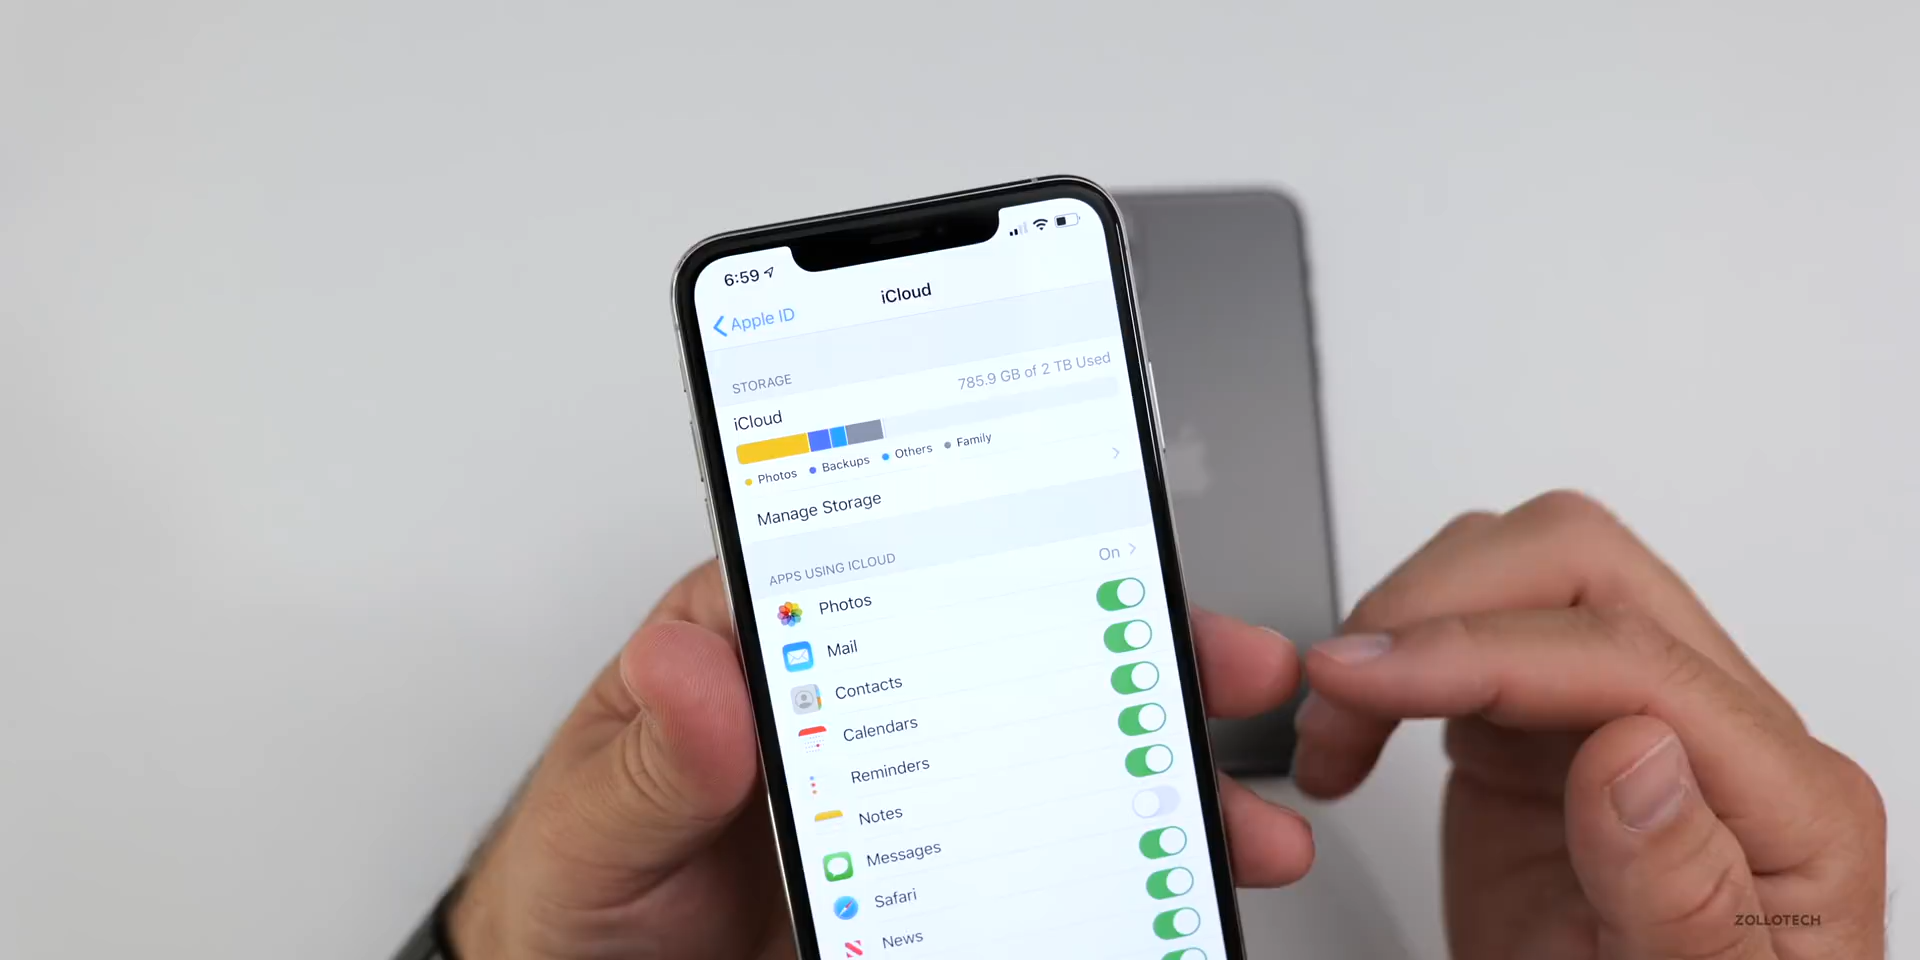 6:59
Apple ID
iCloud
STORAGE
iCloud
785.9 GB of 2 TB Used
Photos Backups Others Family
Manage Storage
APPS USING ICLOUD
Photos On
Mail
Contacts
Calendars
Reminders
Notes
Messages
Safari
News
ZOLLOTECH